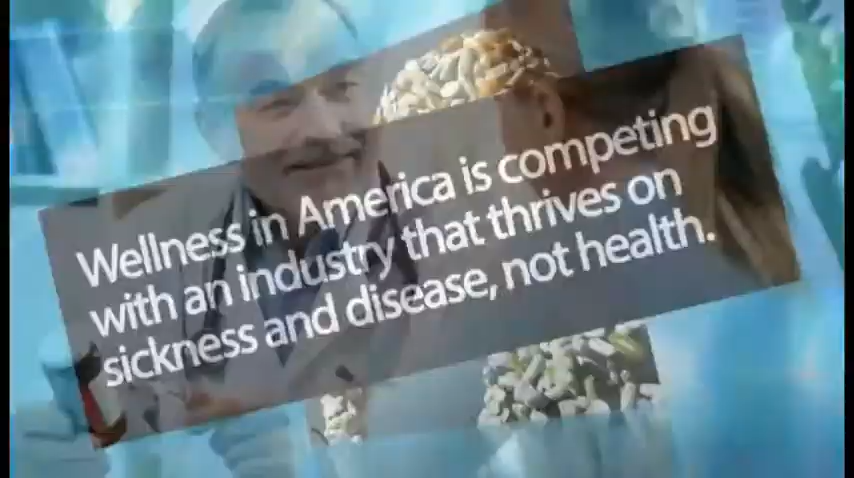 Wellness in America is competing
with an industry that thrives on
sickness and disease, not health.